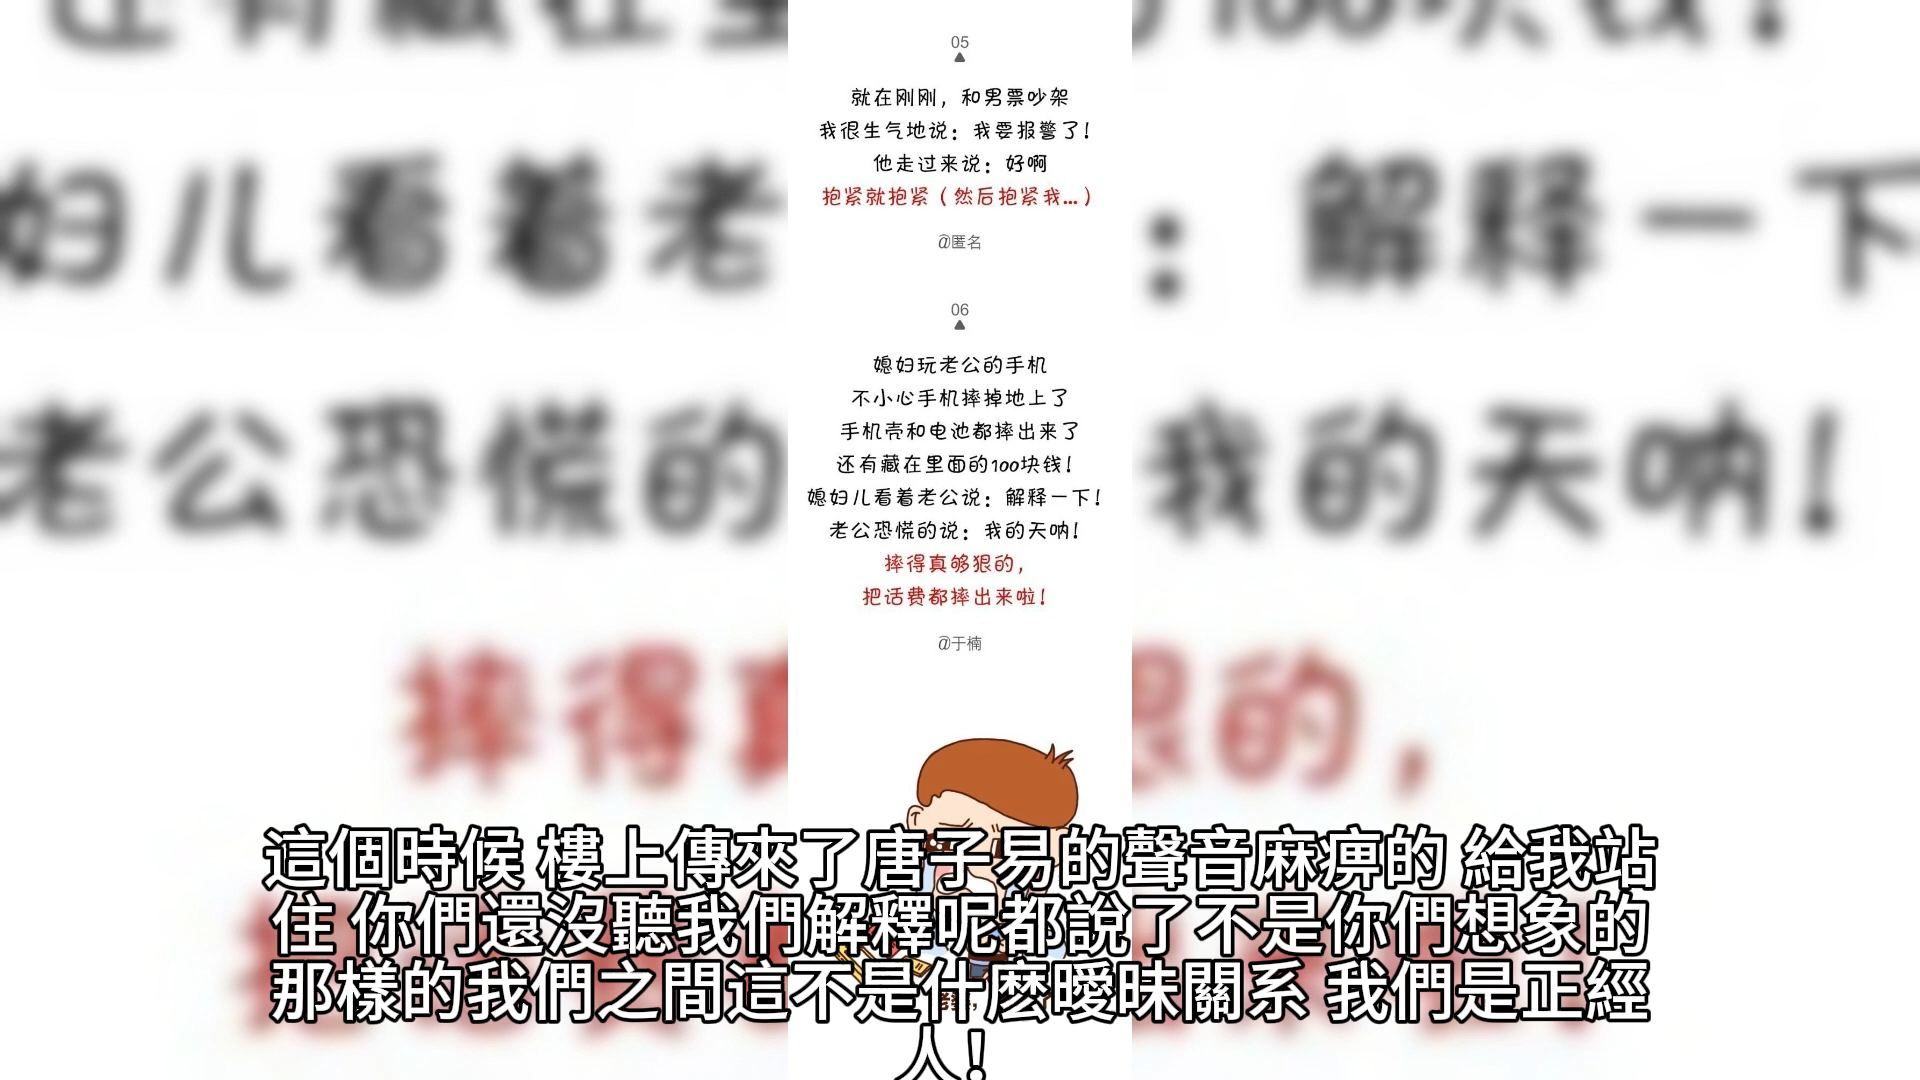 05
就在刚刚，和男票吵架
我很生气地说：我要报警了！
他走过来说：好啊
抱紧就抱紧（然后抱紧我...）
@匿名
06
媳妇玩老公的手机
不小心手机摔掉地上了
手机壳和电池都摔出来了
还有藏在里面的100块钱！
媳妇儿看着老公说：解释一下！
老公恐慌的说：我的天呐！
摔得真够狠的，
把话费都摔出来啦！
@于楠
這個時候 樓上傳來了唐子易的聲音麻痹的 給我站
住 你們還沒聽我們解釋呢都說了不是你們想象的
那樣的我們之間這不是什麽曖昧關系 我們是正經
人！